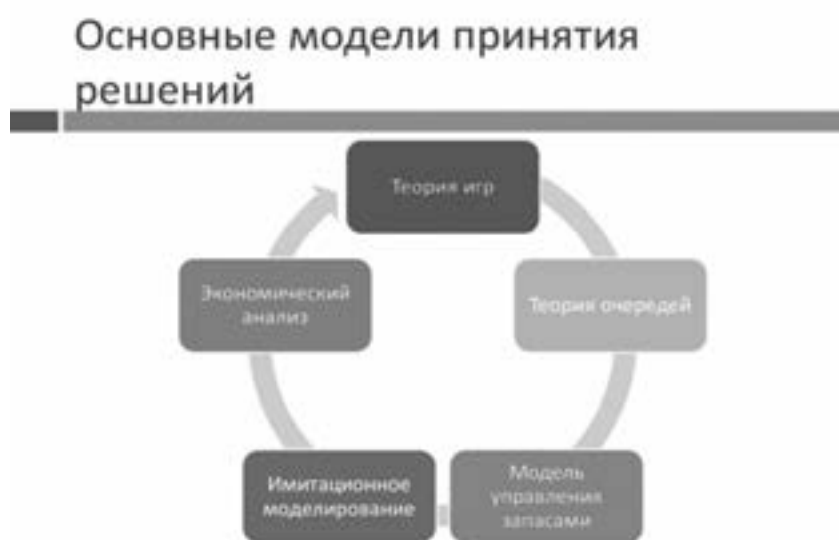 Основные модели принятия
решений
Теория игр
Теория очередей
Модель
управления
запасами
Имитационное
моделирование
Экономический
анализ